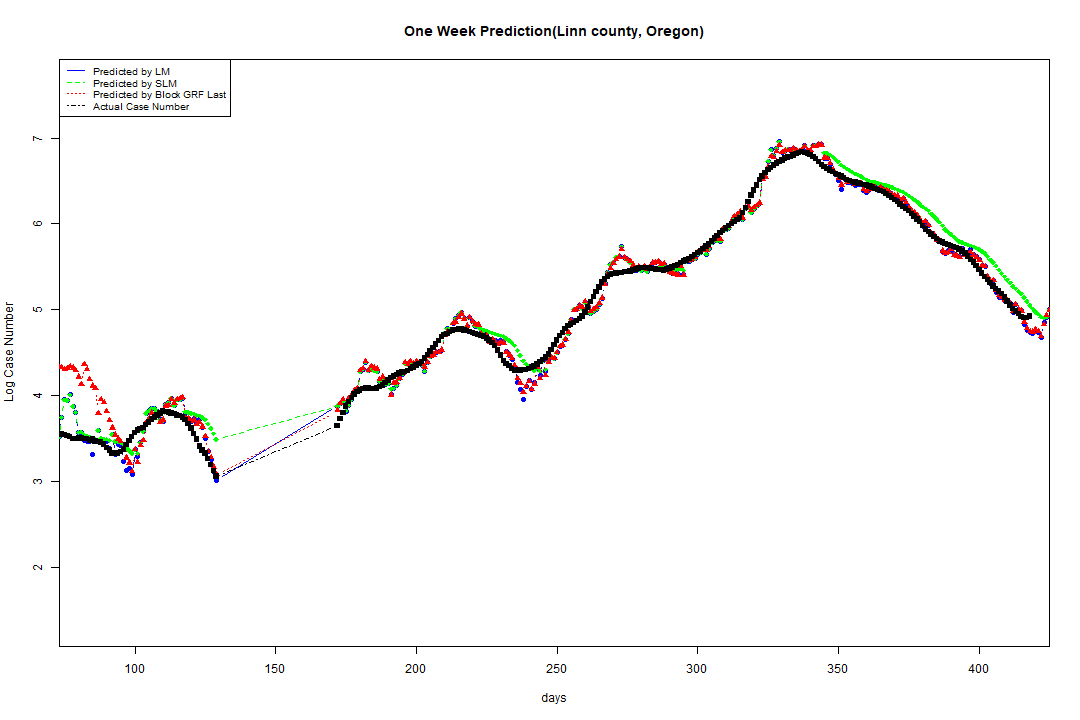 One Week Prediction(Linn county, Oregon)
Predicted by LM
Predicted by SLM
Predicted by Block GRF Last
Actual Case Number
Log Case Number
7
6
5
4
3
2
100 150 200 250 300 350 400
days